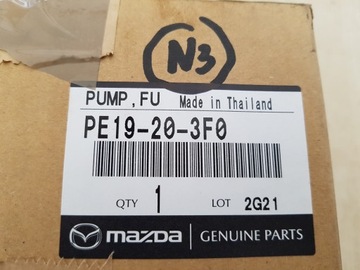 N3
PUMP,FU Made in Thailand
PE19-20-3F0
QTY 1 LOT 2G21
mazda GENUINE PARTS